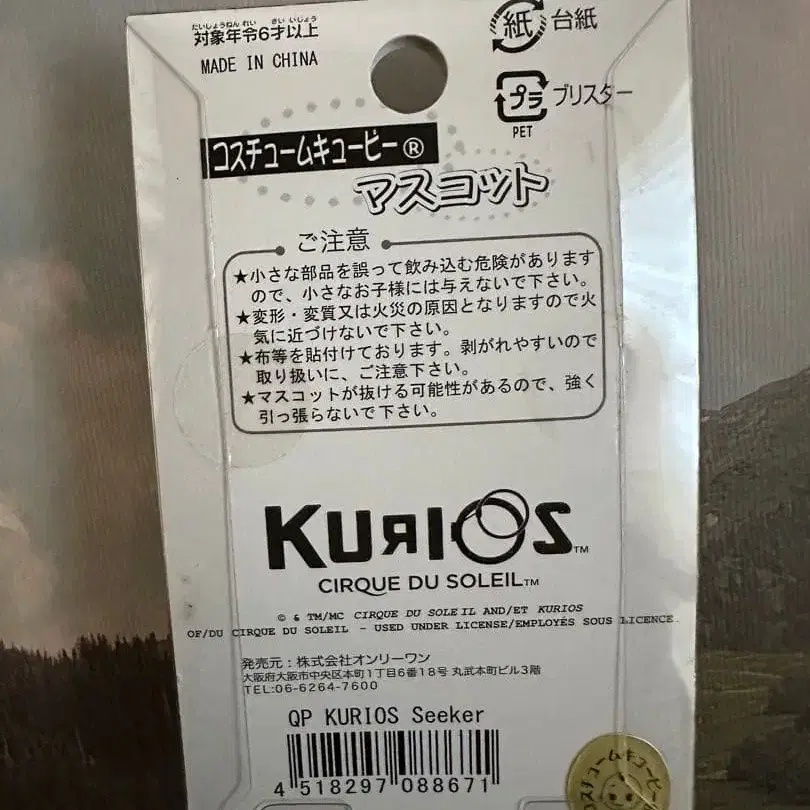 たいしょうねんれい さい いじょう
対象年令6才以上
MADE IN CHINA
紙 台紙
プラ ブリスター
PET
コスチュームキューピー®
マスコット
ご注意
★小さな部品を誤って飲み込む危険があります
ので、小さなお子様には与えないで下さい。
★変形・変質又は火災の原因となりますので火
気に近づけないで下さい。
★布等を貼付けております。剥がれやすいので
取り扱いに、ご注意下さい。
★マスコットが抜ける可能性があるので、強く
引っ張らないで下さい。
KURIOS™
CIRQUE DU SOLEIL™
© & TM/MC CIRQUE DU SOLEIL AND/ET KURIOS
OF/DU CIRQUE DU SOLEIL - USED UNDER LICENSE/EMPLOYÉS SOUS LICENCE.
発売元：株式会社オンリーワン
大阪府大阪市中央区本町1丁目6番18号 丸武本町ビル3階
TEL:06-6264-7600
QP KURIOS Seeker
4 518297 088671
コスチュームキューピー